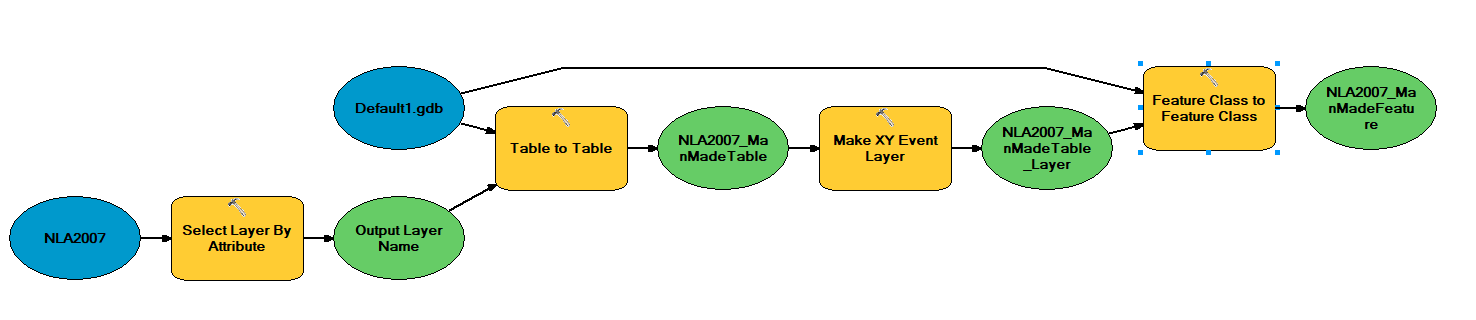 Default1.gdb
Table to Table
NLA2007_Ma
nMadeTable
Make XY Event
Layer
NLA2007_Ma
nMadeTable
_Layer
Feature Class to
Feature Class
NLA2007_Ma
nMadeFeatu
re
NLA2007
Select Layer By
Attribute
Output Layer
Name